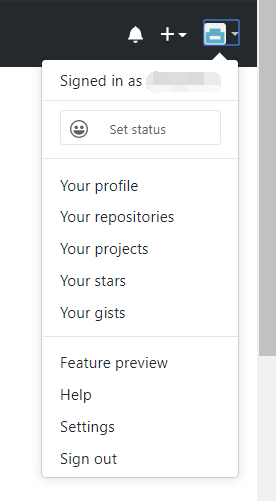 Signed in as
Set status
Your profile
Your repositories
Your projects
Your stars
Your gists
Feature preview
Help
Settings
Sign out